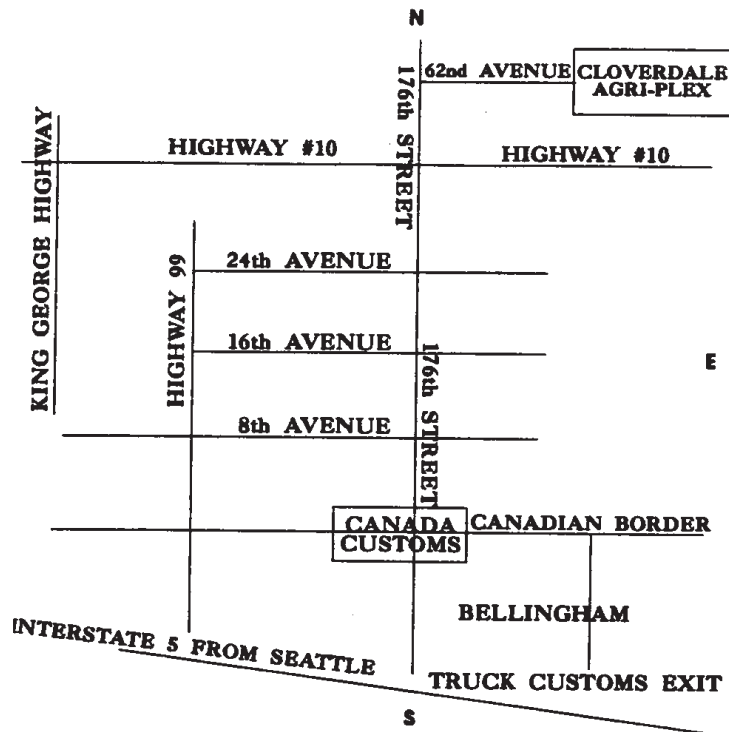 N
62nd AVENUE
CLOVERDALE
AGRI-PLEX
176th STREET
KING GEORGE HIGHWAY
HIGHWAY #10
HIGHWAY #10
HIGHWAY 99
24th AVENUE
16th AVENUE
176th STREET
E
8th AVENUE
CANADA
CUSTOMS
CANADIAN BORDER
BELLINGHAM
INTERSTATE 5 FROM SEATTLE
TRUCK CUSTOMS EXIT
S